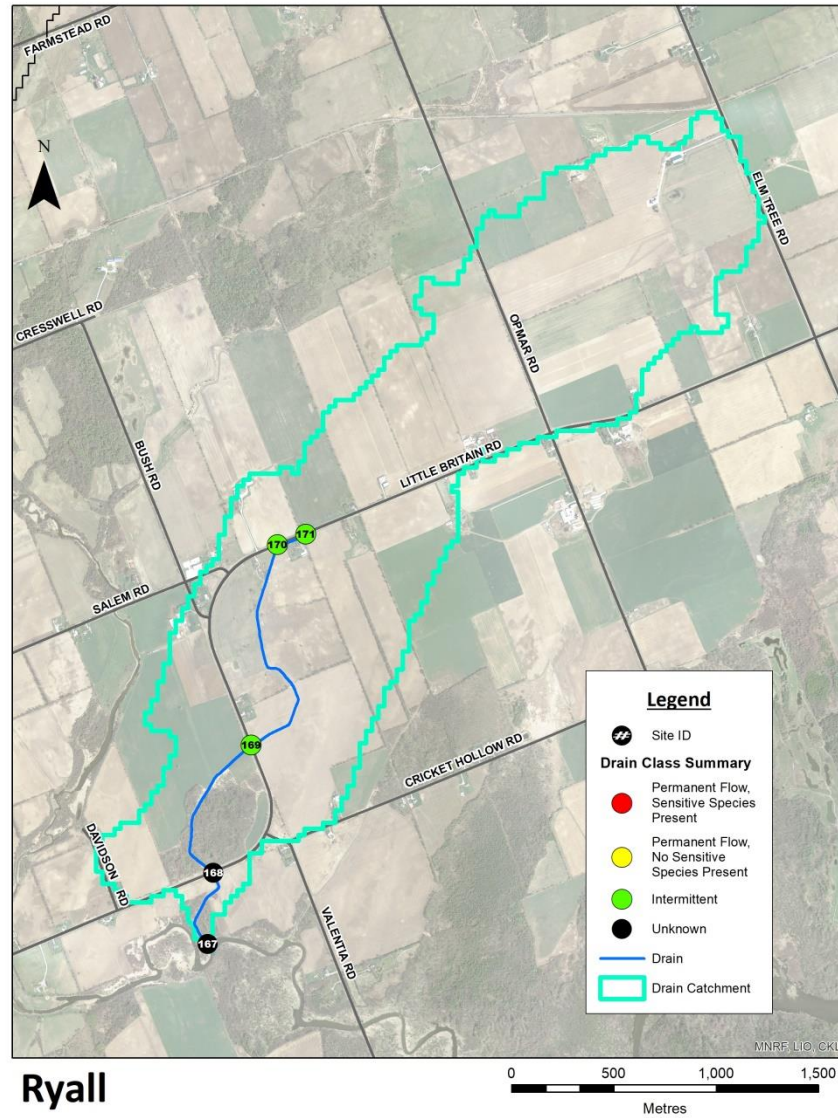 FARMSTEAD RD
N
ELM TREE RD
CRESSWELL RD
OPMAR RD
BUSH RD
LITTLE BRITAIN RD
171
170
SALEM RD
169
CRICKET HOLLOW RD
DAVIDSON RD
168
167
VALENTIA RD
Legend
# Site ID
Drain Class Summary
Permanent Flow,
Sensitive Species
Present
Permanent Flow,
No Sensitive
Species Present
Intermittent
Unknown
Drain
Drain Catchment
MNRF, LIO, CKL
Ryall
0 500 1,000 1,500
Metres